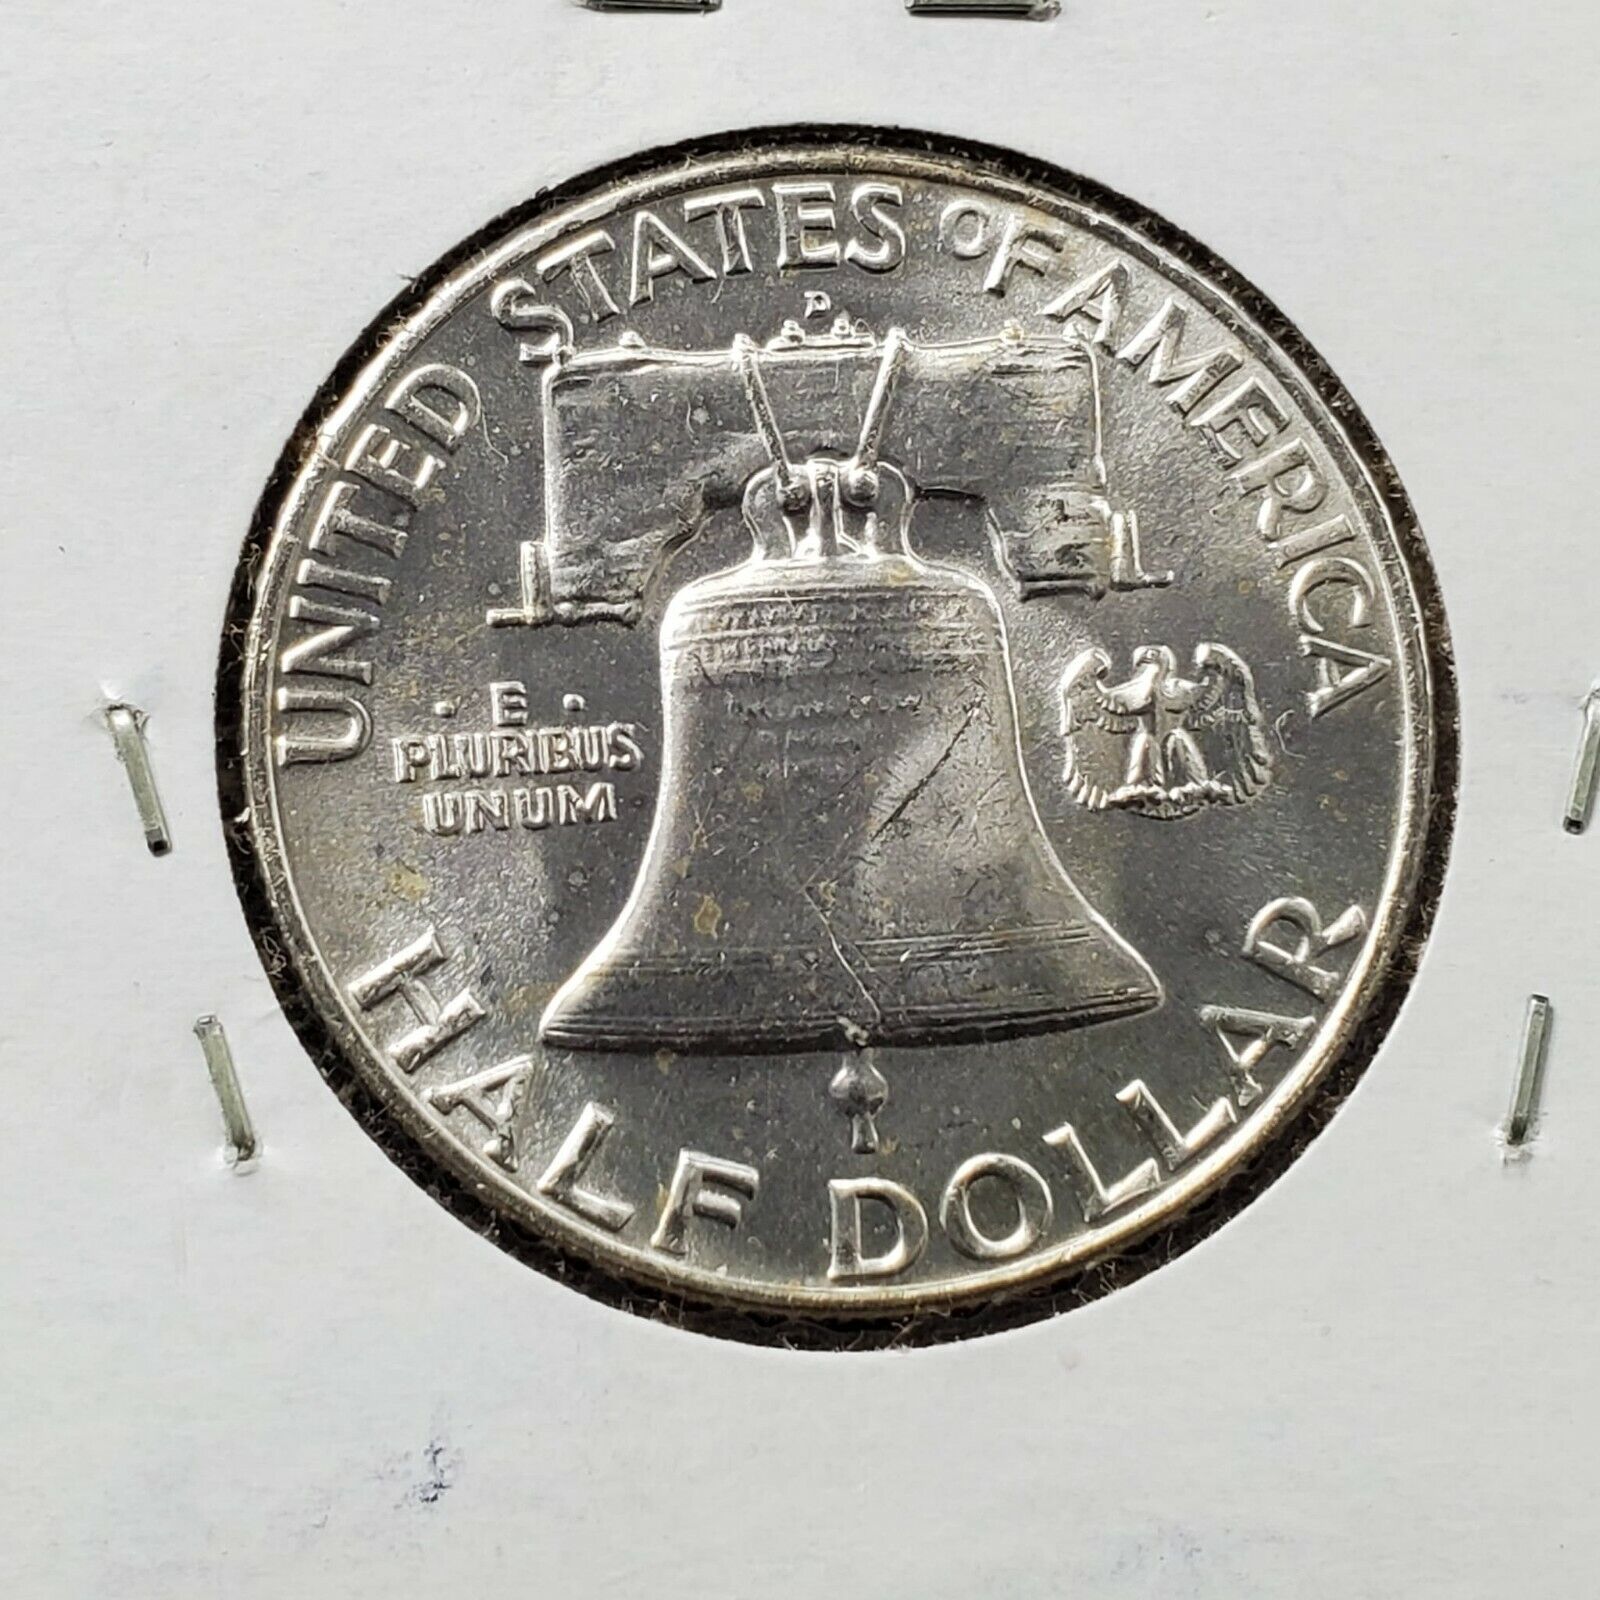 UNITED STATES OF AMERICA
D
· E ·
PLURIBUS
UNUM
HALF DOLLAR